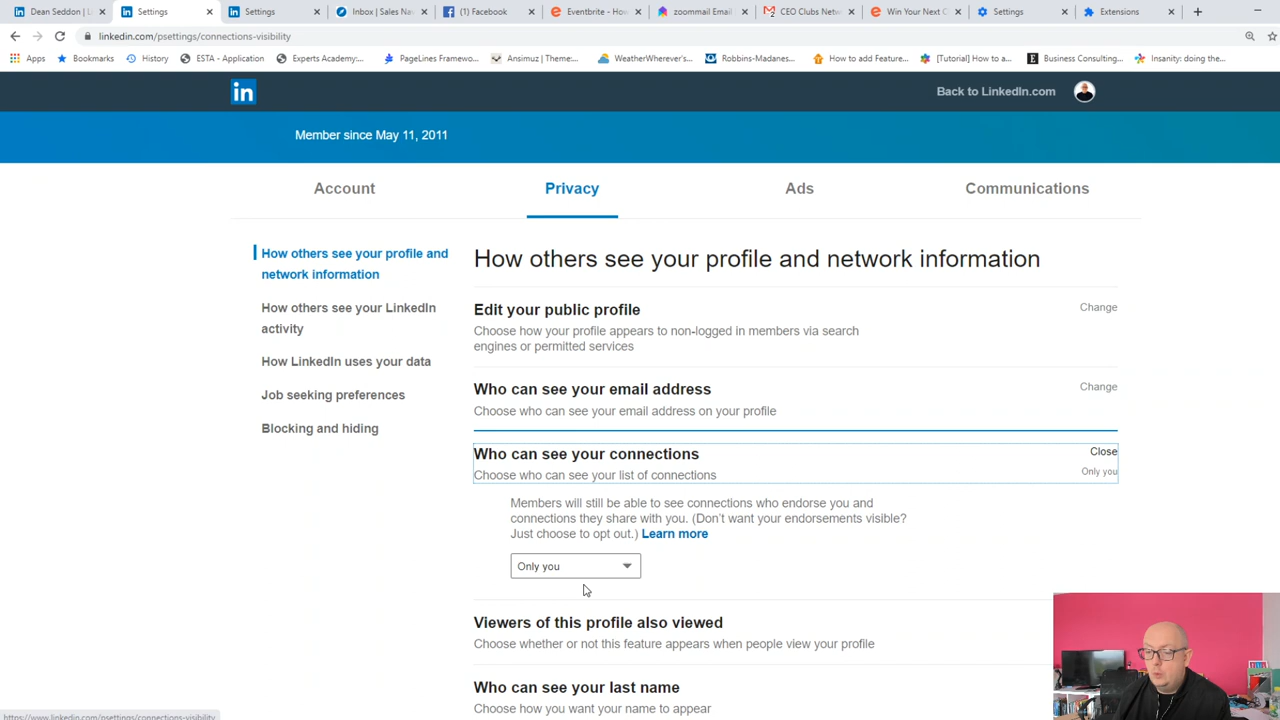 Dean Seddon | L
Settings
Settings
Inbox | Sales Nav
(1) Facebook
Eventbrite - How
zoommail Email
CEO Clubs Netw
Win Your Next C
Settings
Extensions
linkedin.com/psettings/connections-visibility
Apps
Bookmarks
History
ESTA - Application
Experts Academy:...
PageLines Framewo...
Ansimuz | Theme:...
WeatherWherever's...
Robbins-Madanes...
How to add Feature...
[Tutorial] How to a...
Business Consulting...
Insanity: doing the...
in
Back to LinkedIn.com
Member since May 11, 2011
Account
Privacy
Ads
Communications
How others see your profile and
network information
How others see your LinkedIn
activity
How LinkedIn uses your data
Job seeking preferences
Blocking and hiding
How others see your profile and network information
Edit your public profile
Change
Choose how your profile appears to non-logged in members via search
engines or permitted services
Who can see your email address
Change
Choose who can see your email address on your profile
Who can see your connections
Close
Choose who can see your list of connections
Only you
Members will still be able to see connections who endorse you and
connections they share with you. (Don't want your endorsements visible?
Just choose to opt out.) Learn more
Only you
Viewers of this profile also viewed
Choose whether or not this feature appears when people view your profile
Who can see your last name
Choose how you want your name to appear
https://www.linkedin.com/psettings/connections-visibility